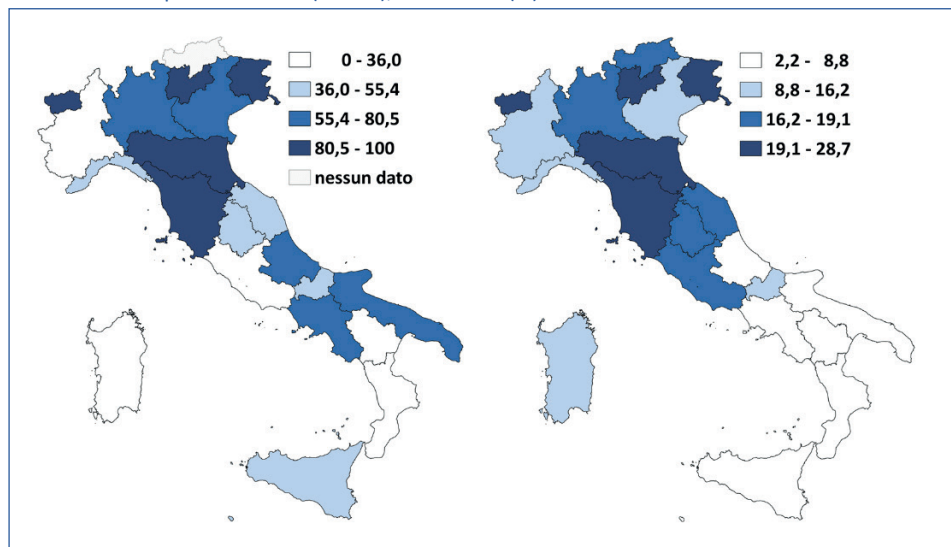 0 - 36,0
36,0 - 55,4
55,4 - 80,5
80,5 - 100
nessun dato
2,2 - 8,8
8,8 - 16,2
16,2 - 19,1
19,1 - 28,7